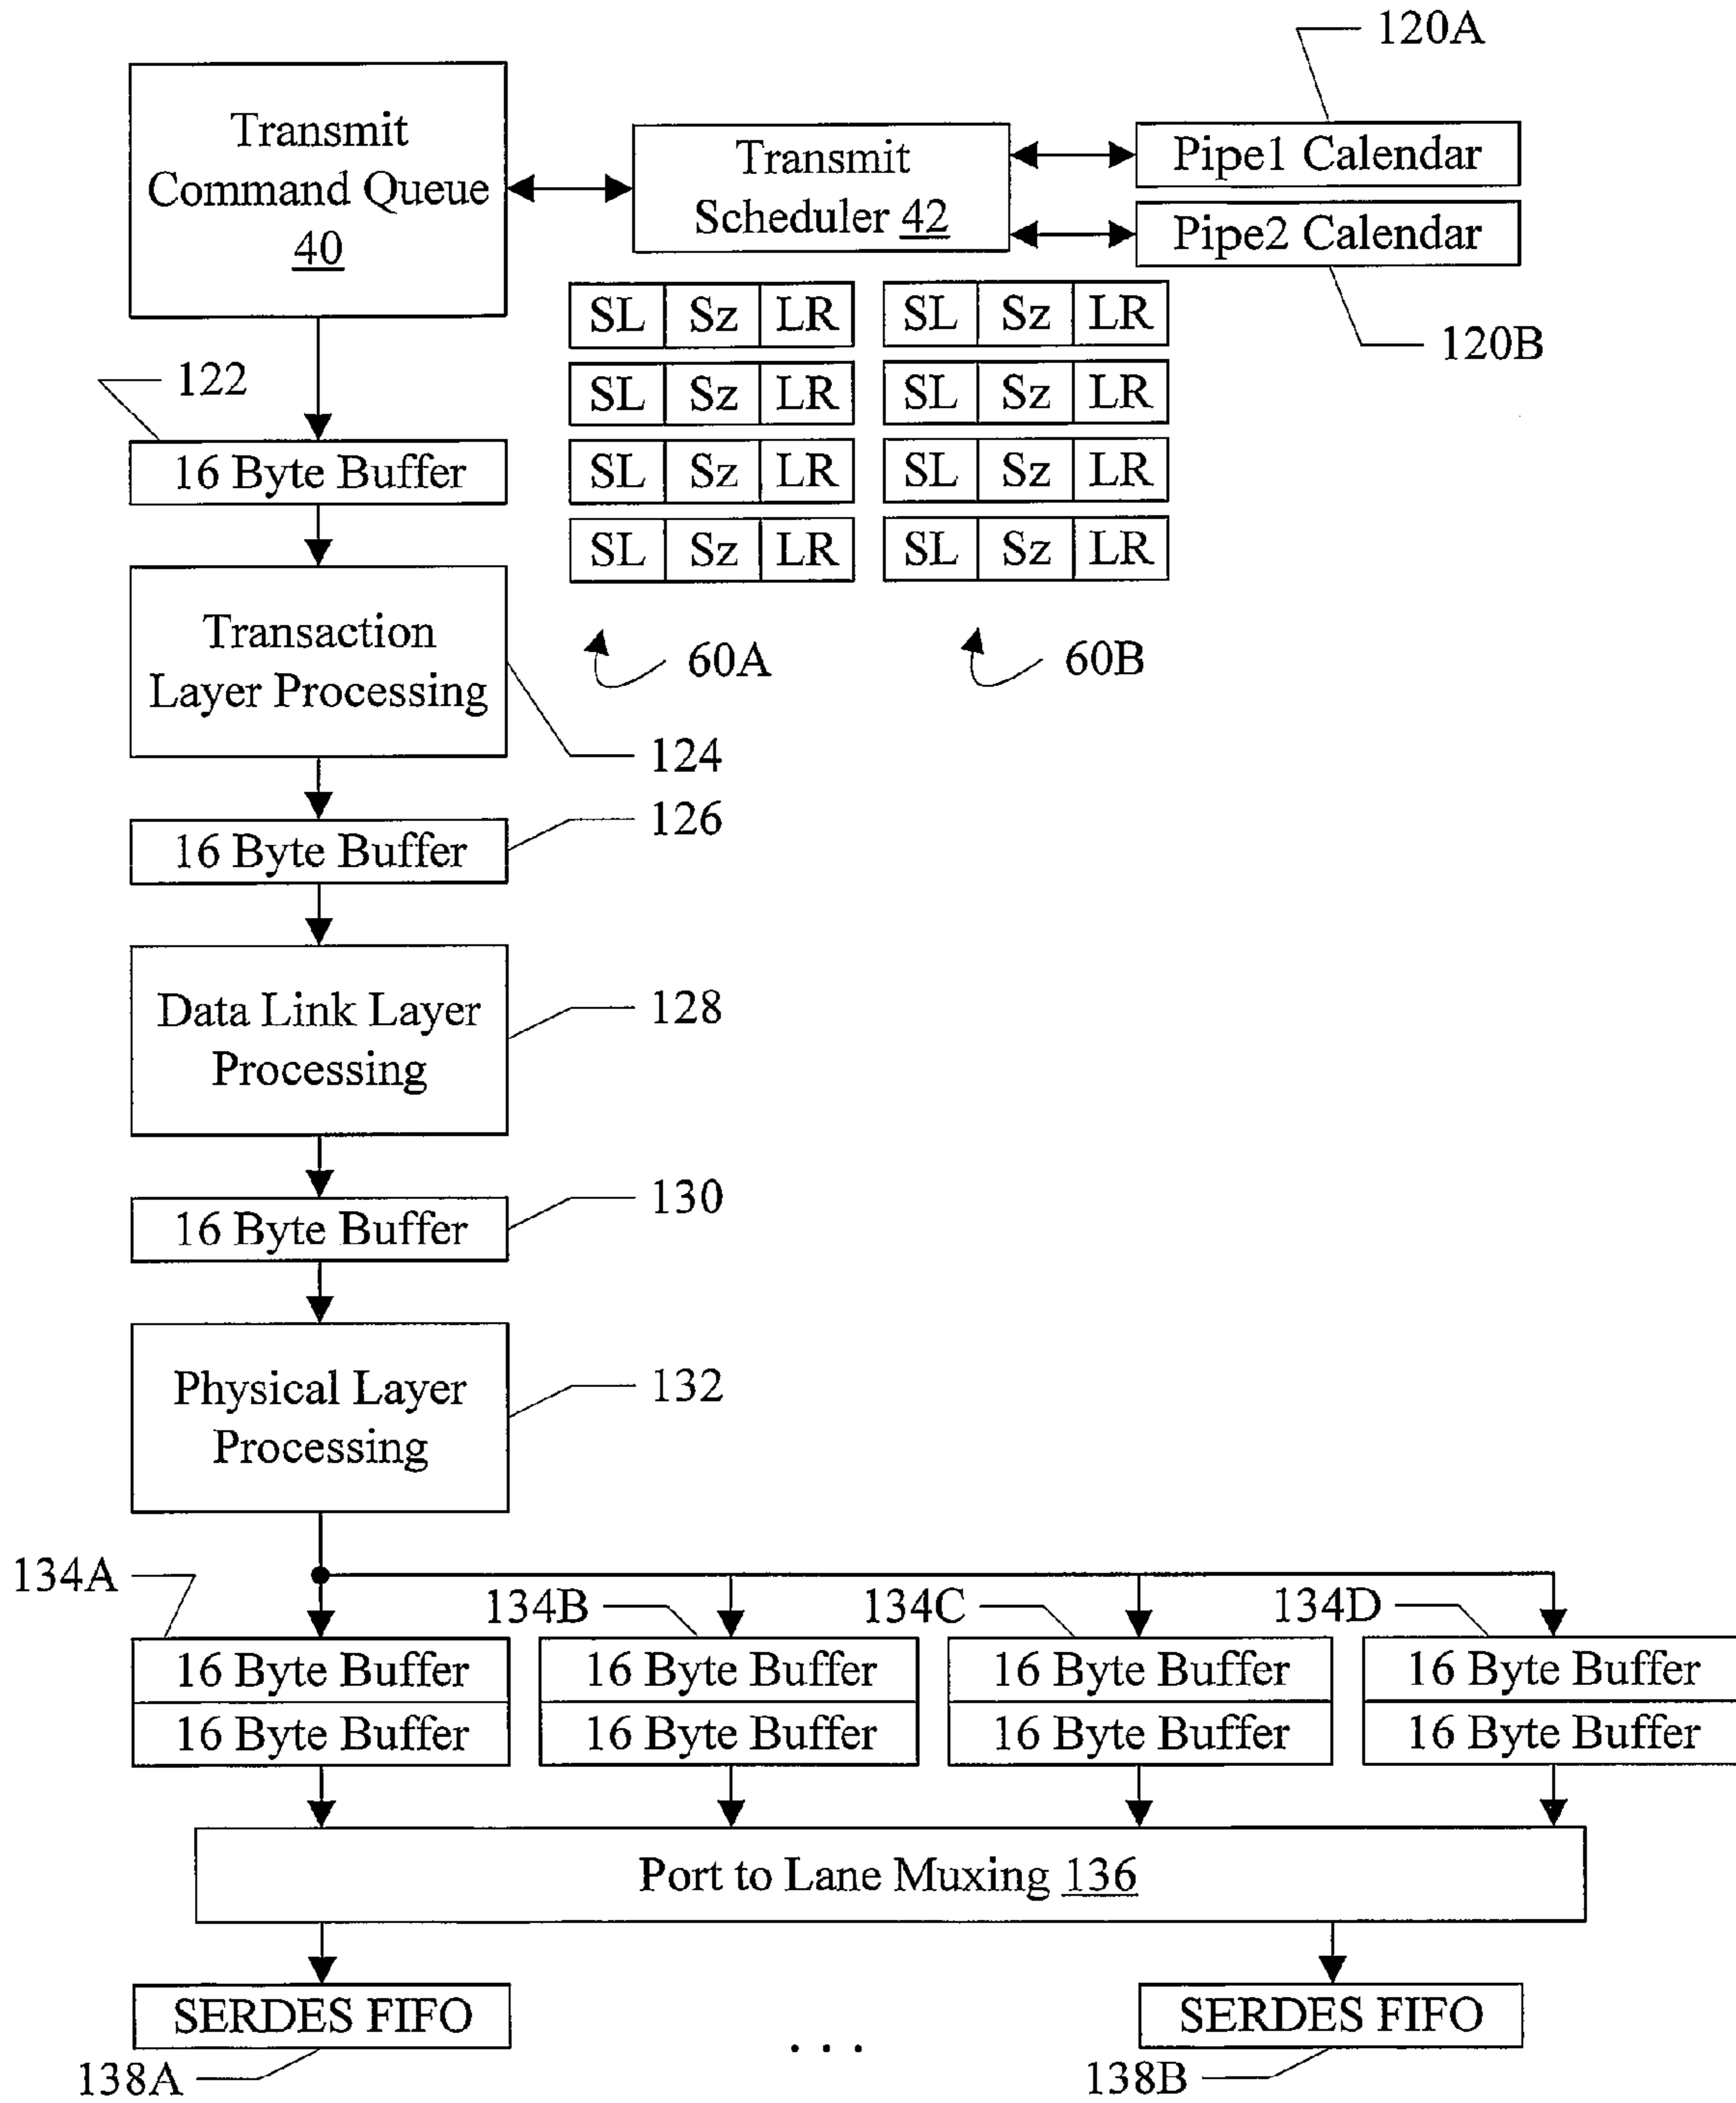 120A
Transmit
Command Queue
40
Transmit
Scheduler 42
Pipe1 Calendar
Pipe2 Calendar
120B
SL Sz LR SL Sz LR
SL Sz LR SL Sz LR
SL Sz LR SL Sz LR
SL Sz LR SL Sz LR
60A
60B
122
16 Byte Buffer
Transaction
Layer Processing
124
16 Byte Buffer
126
Data Link Layer
Processing
128
16 Byte Buffer
130
Physical Layer
Processing
132
134A
134B
134C
134D
16 Byte Buffer
16 Byte Buffer
16 Byte Buffer
16 Byte Buffer
16 Byte Buffer
16 Byte Buffer
16 Byte Buffer
16 Byte Buffer
Port to Lane Muxing 136
SERDES FIFO
. . .
SERDES FIFO
138A
138B